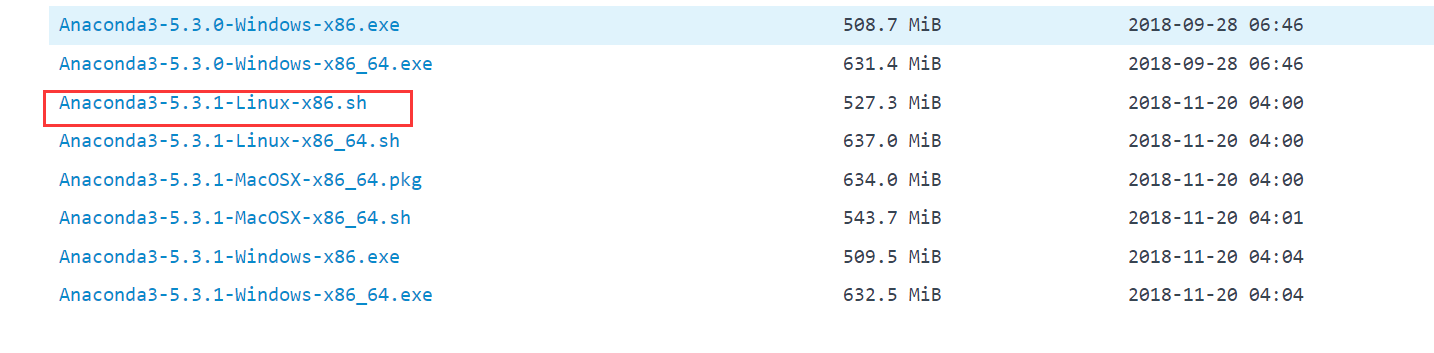 Anaconda3-5.3.0-Windows-x86.exe 508.7 MiB 2018-09-28 06:46
Anaconda3-5.3.0-Windows-x86_64.exe 631.4 MiB 2018-09-28 06:46
Anaconda3-5.3.1-Linux-x86.sh 527.3 MiB 2018-11-20 04:00
Anaconda3-5.3.1-Linux-x86_64.sh 637.0 MiB 2018-11-20 04:00
Anaconda3-5.3.1-MacOSX-x86_64.pkg 634.0 MiB 2018-11-20 04:00
Anaconda3-5.3.1-MacOSX-x86_64.sh 543.7 MiB 2018-11-20 04:01
Anaconda3-5.3.1-Windows-x86.exe 509.5 MiB 2018-11-20 04:04
Anaconda3-5.3.1-Windows-x86_64.exe 632.5 MiB 2018-11-20 04:04